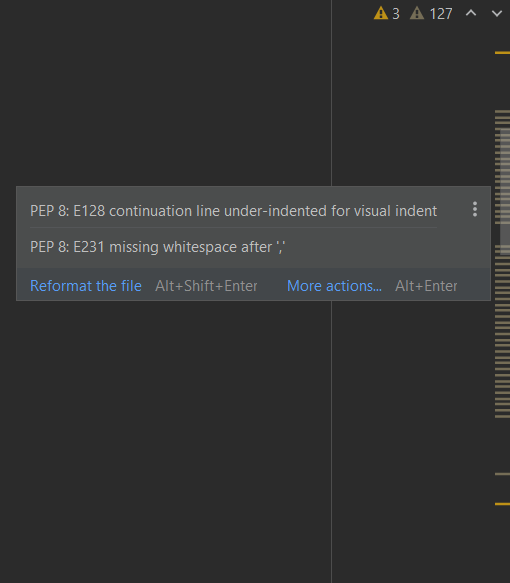 3 127
PEP 8: E128 continuation line under-indented for visual indent
PEP 8: E231 missing whitespace after ','
Reformat the file Alt+Shift+Enter More actions... Alt+Enter